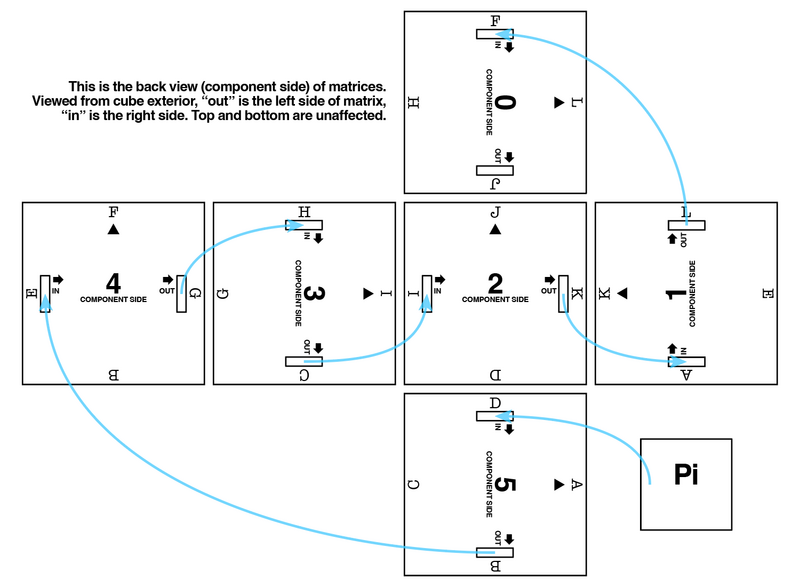 This is the back view (component side) of matrices.
Viewed from cube exterior, “out” is the left side of matrix,
“in” is the right side. Top and bottom are unaffected.
F
IN
H
0
COMPONENT SIDE
L
OUT
J
F
E
IN
4
COMPONENT SIDE
OUT
G
B
H
IN
G
3
COMPONENT SIDE
I
OUT
C
J
I
IN
2
COMPONENT SIDE
OUT
K
D
L
OUT
K
1
COMPONENT SIDE
E
IN
A
D
IN
C
5
COMPONENT SIDE
A
OUT
B
Pi